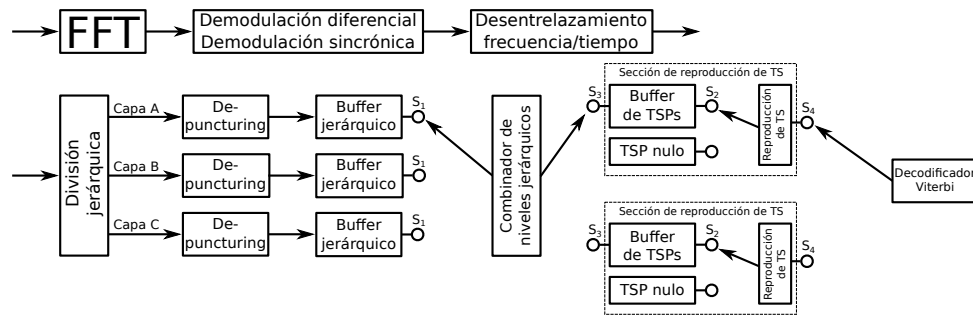 FFT
Demodulación diferencial
Demodulación sincrónica
Desentrelazamiento
frecuencia/tiempo
División
jerárquica
Capa A
De-
puncturing
Buffer
jerárquico
S1
Capa B
De-
puncturing
Buffer
jerárquico
S1
Capa C
De-
puncturing
Buffer
jerárquico
S1
Combinador de
niveles jerárquicos
Sección de reproducción de TS
S3
Buffer
de TSPs
S2
TSP nulo
Reproducción
de TS
S4
Sección de reproducción de TS
S3
Buffer
de TSPs
S2
TSP nulo
Reproducción
de TS
S4
Decodificador
Viterbi